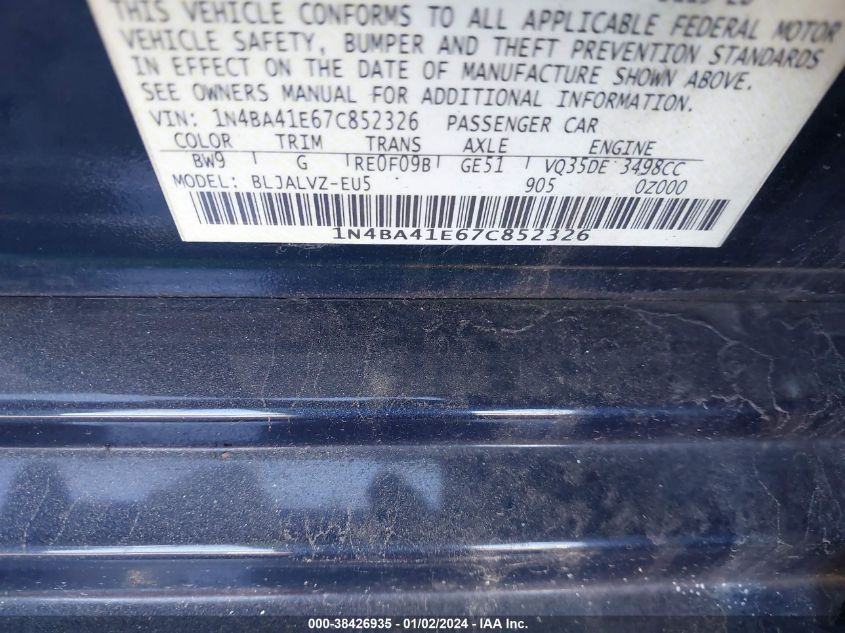 THIS VEHICLE CONFORMS TO ALL APPLICABLE FEDERAL MOTOR
VEHICLE SAFETY, BUMPER AND THEFT PREVENTION STANDARDS
IN EFFECT ON THE DATE OF MANUFACTURE SHOWN ABOVE.
SEE OWNERS MANUAL FOR ADDITIONAL INFORMATION.
VIN: 1N4BA41E67C852326 PASSENGER CAR
COLOR TRIM TRANS AXLE ENGINE
BW9 G RE0F09B GE51 VQ35DE 3498CC
MODEL: BLJALVZ-EU5 905 0Z000
1N4BA41E67C852326
000-38426935 - 01/02/2024 - IAA Inc.